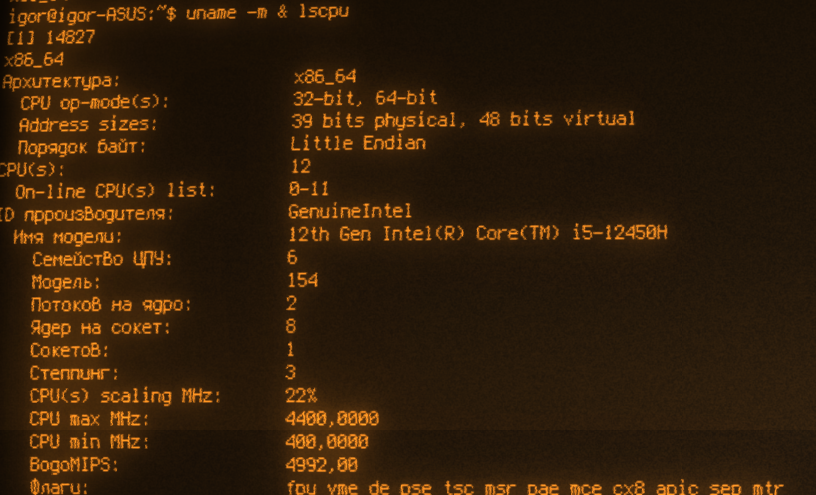 igor@igor-ASUS:~$ uname -m & lscpu
[1] 14827
x86_64
Архитектура: x86_64
CPU op-mode(s): 32-bit, 64-bit
Address sizes: 39 bits physical, 48 bits virtual
Порядок байт: Little Endian
CPU(s): 12
On-line CPU(s) list: 0-11
ID прроизводителя: GenuineIntel
Имя модели: 12th Gen Intel(R) Core(TM) i5-12450H
Семейство ЦПУ: 6
Модель: 154
Потоков на ядро: 2
Ядер на сокет: 8
Сокетов: 1
Степпинг: 3
CPU(s) scaling MHz: 22%
CPU max MHz: 4400,0000
CPU min MHz: 400,0000
BogoMIPS: 4992,00
Флаги: fpu vme de pse tsc msr pae mce cx8 apic sep mtr